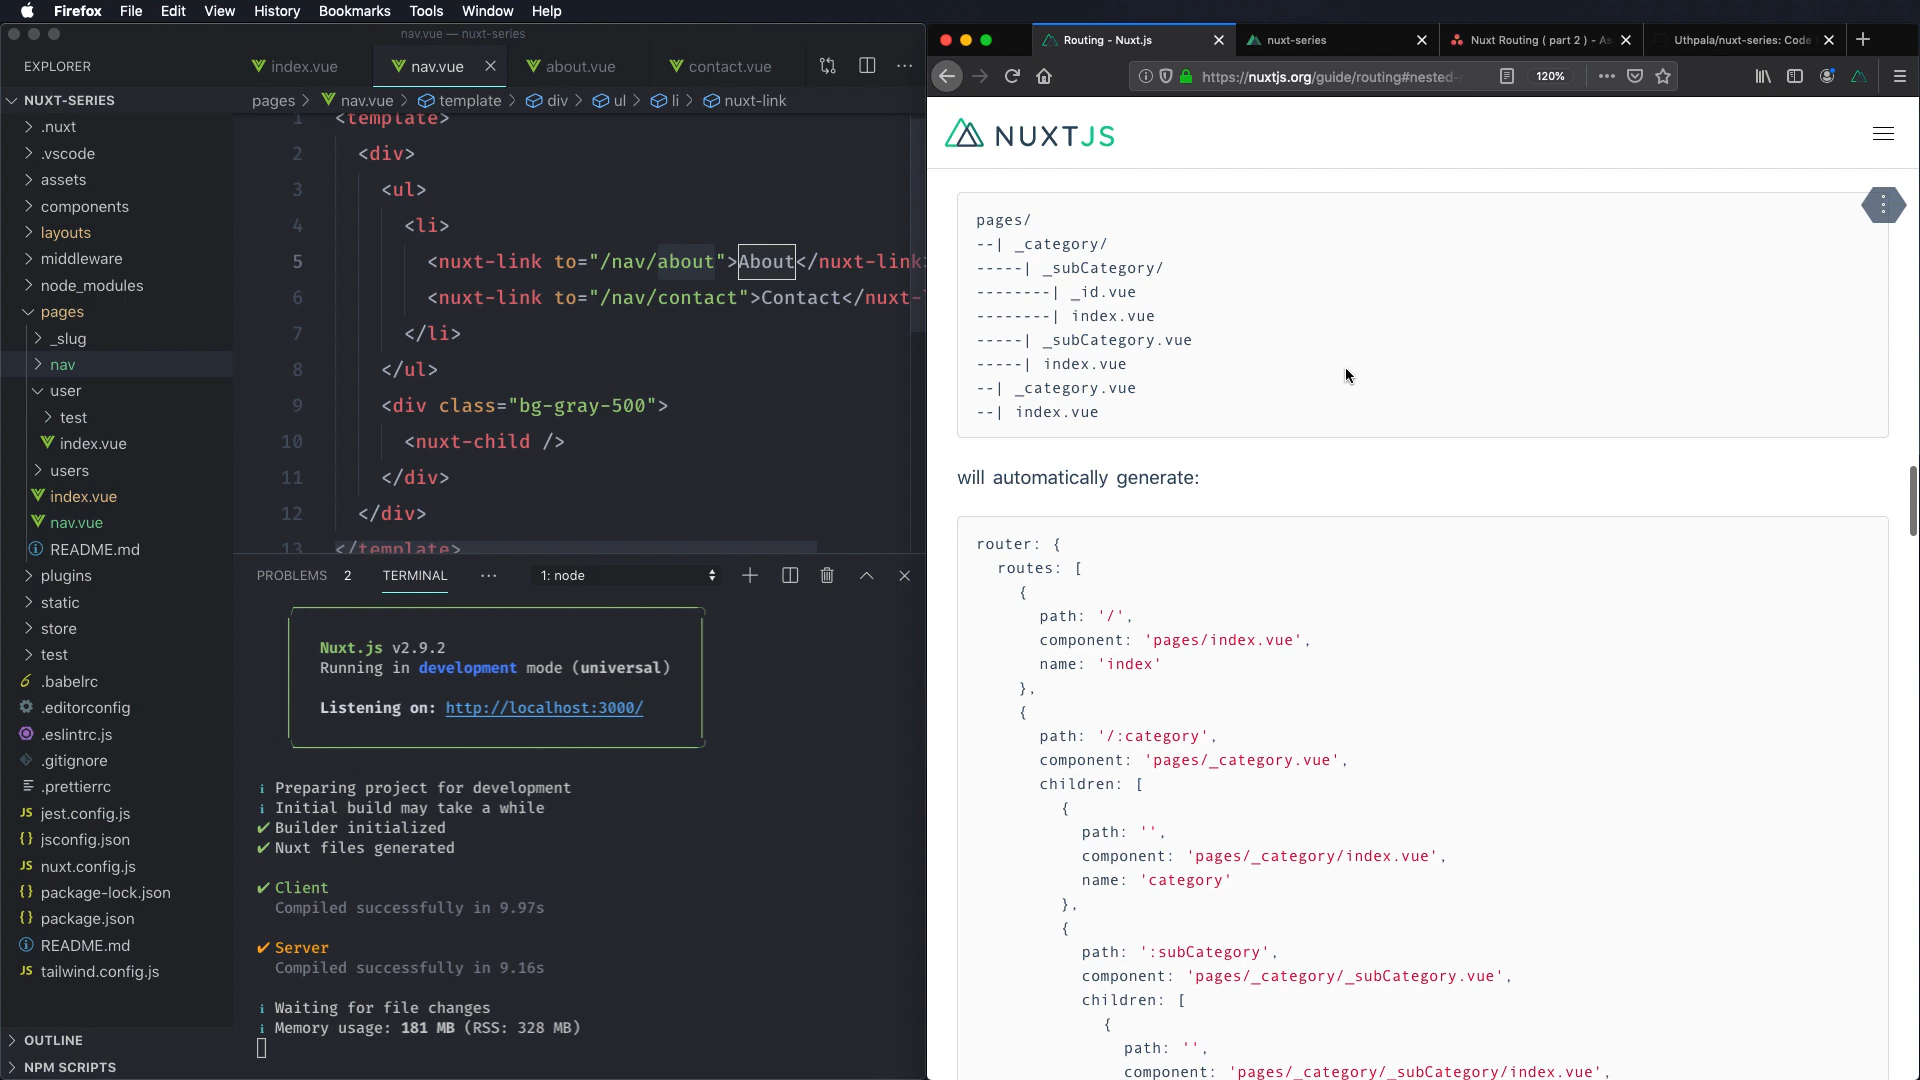 Firefox File Edit View History Bookmarks Tools Window Help
nav.vue — nuxt-series
EXPLORER
NUXT-SERIES
.nuxt
.vscode
assets
components
layouts
middleware
node_modules
pages
_slug
nav
user
test
index.vue
users
index.vue
nav.vue
README.md
plugins
static
store
test
.babelrc
.editorconfig
.eslintrc.js
.gitignore
.prettierrc
JS jest.config.js
{} jsconfig.json
JS nuxt.config.js
{} package-lock.json
{} package.json
README.md
JS tailwind.config.js
OUTLINE
NPM SCRIPTS
index.vue nav.vue about.vue contact.vue
pages > nav.vue > template > div > ul > li > nuxt-link
1 <template>
2 <div>
3 <ul>
4 <li>
5 <nuxt-link to="/nav/about">About</nuxt-link>
6 <nuxt-link to="/nav/contact">Contact</nuxt-
7 </li>
8 </ul>
9 <div class="bg-gray-500">
10 <nuxt-child />
11 </div>
12 </div>
13 </template>
PROBLEMS 2 TERMINAL ··· 1: node
Nuxt.js v2.9.2
Running in development mode (universal)
Listening on: http://localhost:3000/
i Preparing project for development
i Initial build may take a while
✔ Builder initialized
✔ Nuxt files generated
✔ Client
Compiled successfully in 9.97s
✔ Server
Compiled successfully in 9.16s
i Waiting for file changes
i Memory usage: 181 MB (RSS: 328 MB)
Routing - Nuxt.js nuxt-series Nuxt Routing ( part 2 ) - As Uthpala/nuxt-series: Code
https://nuxtjs.org/guide/routing#nested- 120%
NUXTJS
pages/
--| _category/
-----| _subCategory/
--------| _id.vue
--------| index.vue
-----| _subCategory.vue
-----| index.vue
--| _category.vue
--| index.vue
will automatically generate:
router: {
routes: [
{
path: '/',
component: 'pages/index.vue',
name: 'index'
},
{
path: '/:category',
component: 'pages/_category.vue',
children: [
{
path: '',
component: 'pages/_category/index.vue',
name: 'category'
},
{
path: ':subCategory',
component: 'pages/_category/_subCategory.vue',
children: [
{
path: '',
component: 'pages/_category/_subCategory/index.vue',